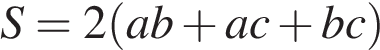 S = 2(ab + ac + bc)